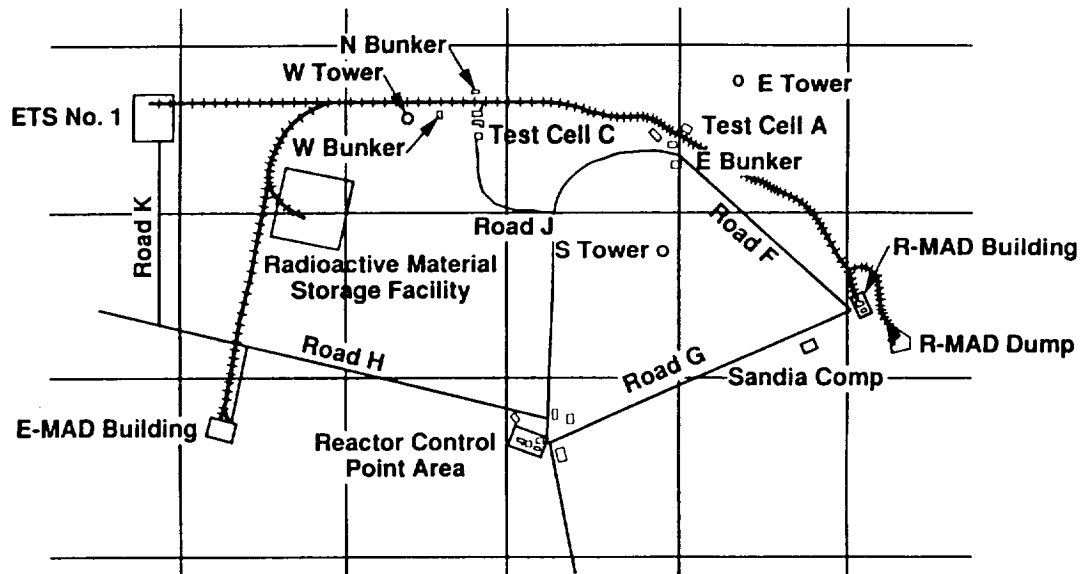 N Bunker
W Tower
E Tower
ETS No. 1
W Bunker
Test Cell C
Test Cell A
E Bunker
Road K
Road J
Road F
S Tower
R-MAD Building
Radioactive Material
Storage Facility
Road H
Road G
R-MAD Dump
Sandia Comp
E-MAD Building
Reactor Control
Point Area